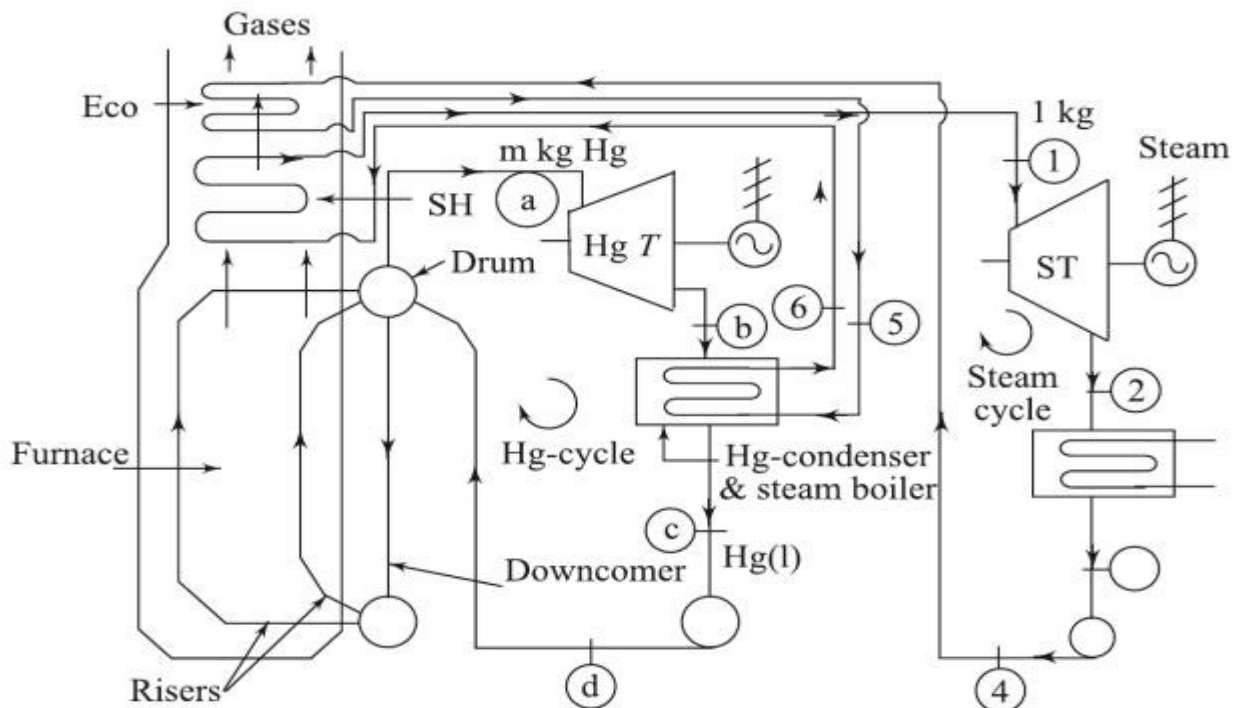 Gases
Eco
1 kg
m kg Hg
1
Steam
a
SH
Hg T
ST
Drum
6
5
b
2
Steam
cycle
Furnace
Hg-cycle
Hg-condenser
& steam boiler
c
Hg(l)
Downcomer
Risers
d
4